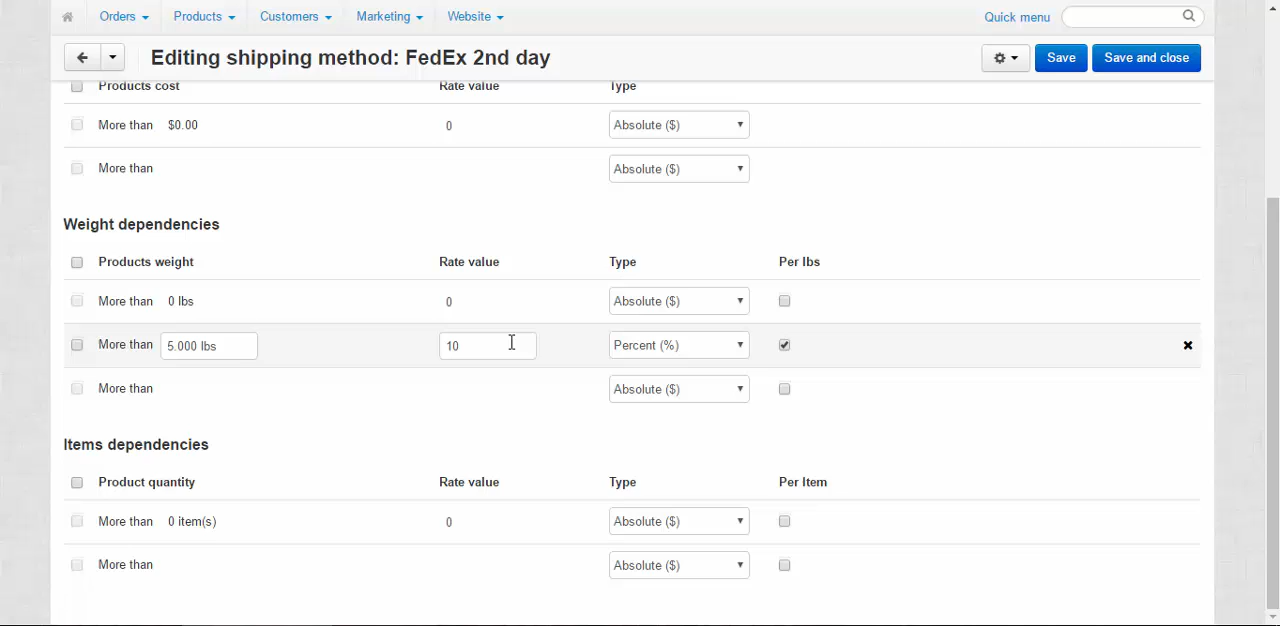 Orders Products Customers Marketing Website Quick menu
Editing shipping method: FedEx 2nd day Save Save and close
Products cost Rate value Type
More than $0.00 0 Absolute ($)
More than Absolute ($)
Weight dependencies
Products weight Rate value Type Per lbs
More than 0 lbs 0 Absolute ($)
More than 5.000 lbs 10 Percent (%)
More than Absolute ($)
Items dependencies
Product quantity Rate value Type Per Item
More than 0 item(s) 0 Absolute ($)
More than Absolute ($)